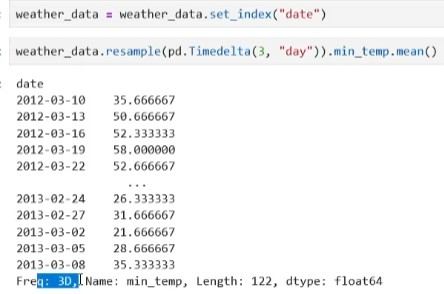 weather_data = weather_data.set_index("date")
weather_data.resample(pd.Timedelta(3, "day")).min_temp.mean()
date
2012-03-10    35.666667
2012-03-13    50.666667
2012-03-16    52.333333
2012-03-19    58.000000
2012-03-22    52.666667
...
2013-02-24    26.333333
2013-02-27    31.666667
2013-03-02    21.666667
2013-03-05    28.666667
2013-03-08    35.333333
Freq: 3D, Name: min_temp, Length: 122, dtype: float64